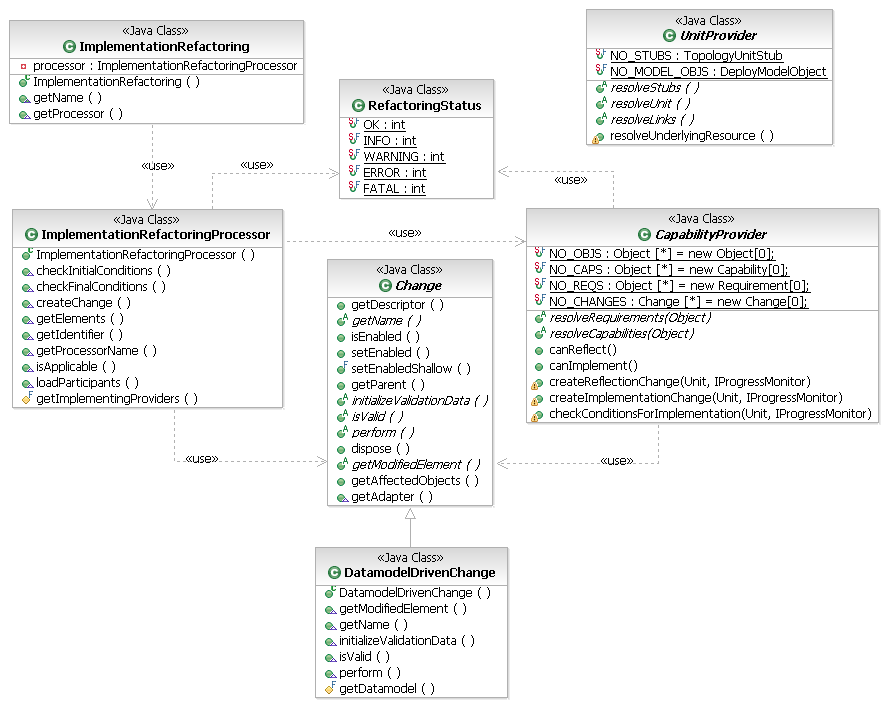 «Java Class»
ImplementationRefactoring
processor : ImplementationRefactoringProcessor
ImplementationRefactoring ( )
getName ( )
getProcessor ( )
«Java Class»
UnitProvider
NO_STUBS : TopologyUnitStub
NO_MODEL_OBJS : DeployModelObject
resolveStubs ( )
resolveUnit ( )
resolveLinks ( )
resolveUnderlyingResource ( )
«Java Class»
RefactoringStatus
OK : int
INFO : int
WARNING : int
ERROR : int
FATAL : int
«use»
«use»
«use»
«Java Class»
ImplementationRefactoringProcessor
ImplementationRefactoringProcessor ( )
checkInitialConditions ( )
checkFinalConditions ( )
createChange ( )
getElements ( )
getIdentifier ( )
getProcessorName ( )
isApplicable ( )
loadParticipants ( )
getImplementingProviders ( )
«use»
«Java Class»
CapabilityProvider
NO_OBJS : Object [*] = new Object[0];
NO_CAPS : Object [*] = new Capability[0];
NO_REQS : Object [*] = new Requirement[0];
NO_CHANGES : Change [*] = new Change[0];
resolveRequirements(Object)
resolveCapabilities(Object)
canReflect()
canImplement()
createReflectionChange(Unit, IProgressMonitor)
createImplementationChange(Unit, IProgressMonitor)
checkConditionsForImplementation(Unit, IProgressMonitor)
«Java Class»
Change
getDescriptor ( )
getName ( )
isEnabled ( )
setEnabled ( )
setEnabledShallow ( )
getParent ( )
initializeValidationData ( )
isValid ( )
perform ( )
dispose ( )
getModifiedElement ( )
getAffectedObjects ( )
getAdapter ( )
«use»
«use»
«Java Class»
DatamodelDrivenChange
DatamodelDrivenChange ( )
getModifiedElement ( )
getName ( )
initializeValidationData ( )
isValid ( )
perform ( )
getDatamodel ( )